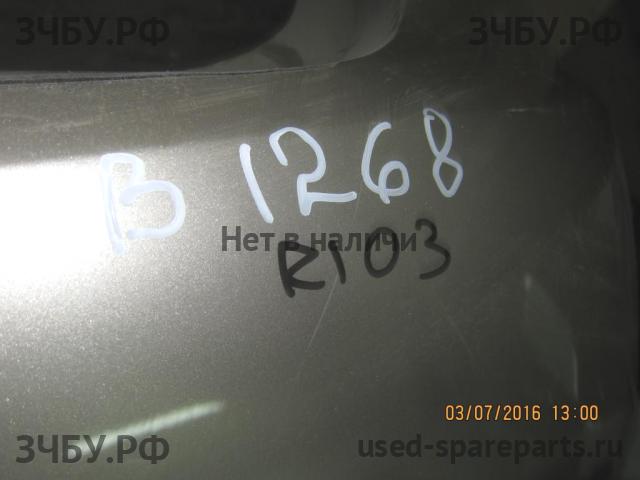 ЗЧБУ.РФ ЗЧБУ.РФ
В 1268
Нет в наличии
RIO3
03/07/2016 13:00
ЗЧБУ.РФ used-spareparts.ru